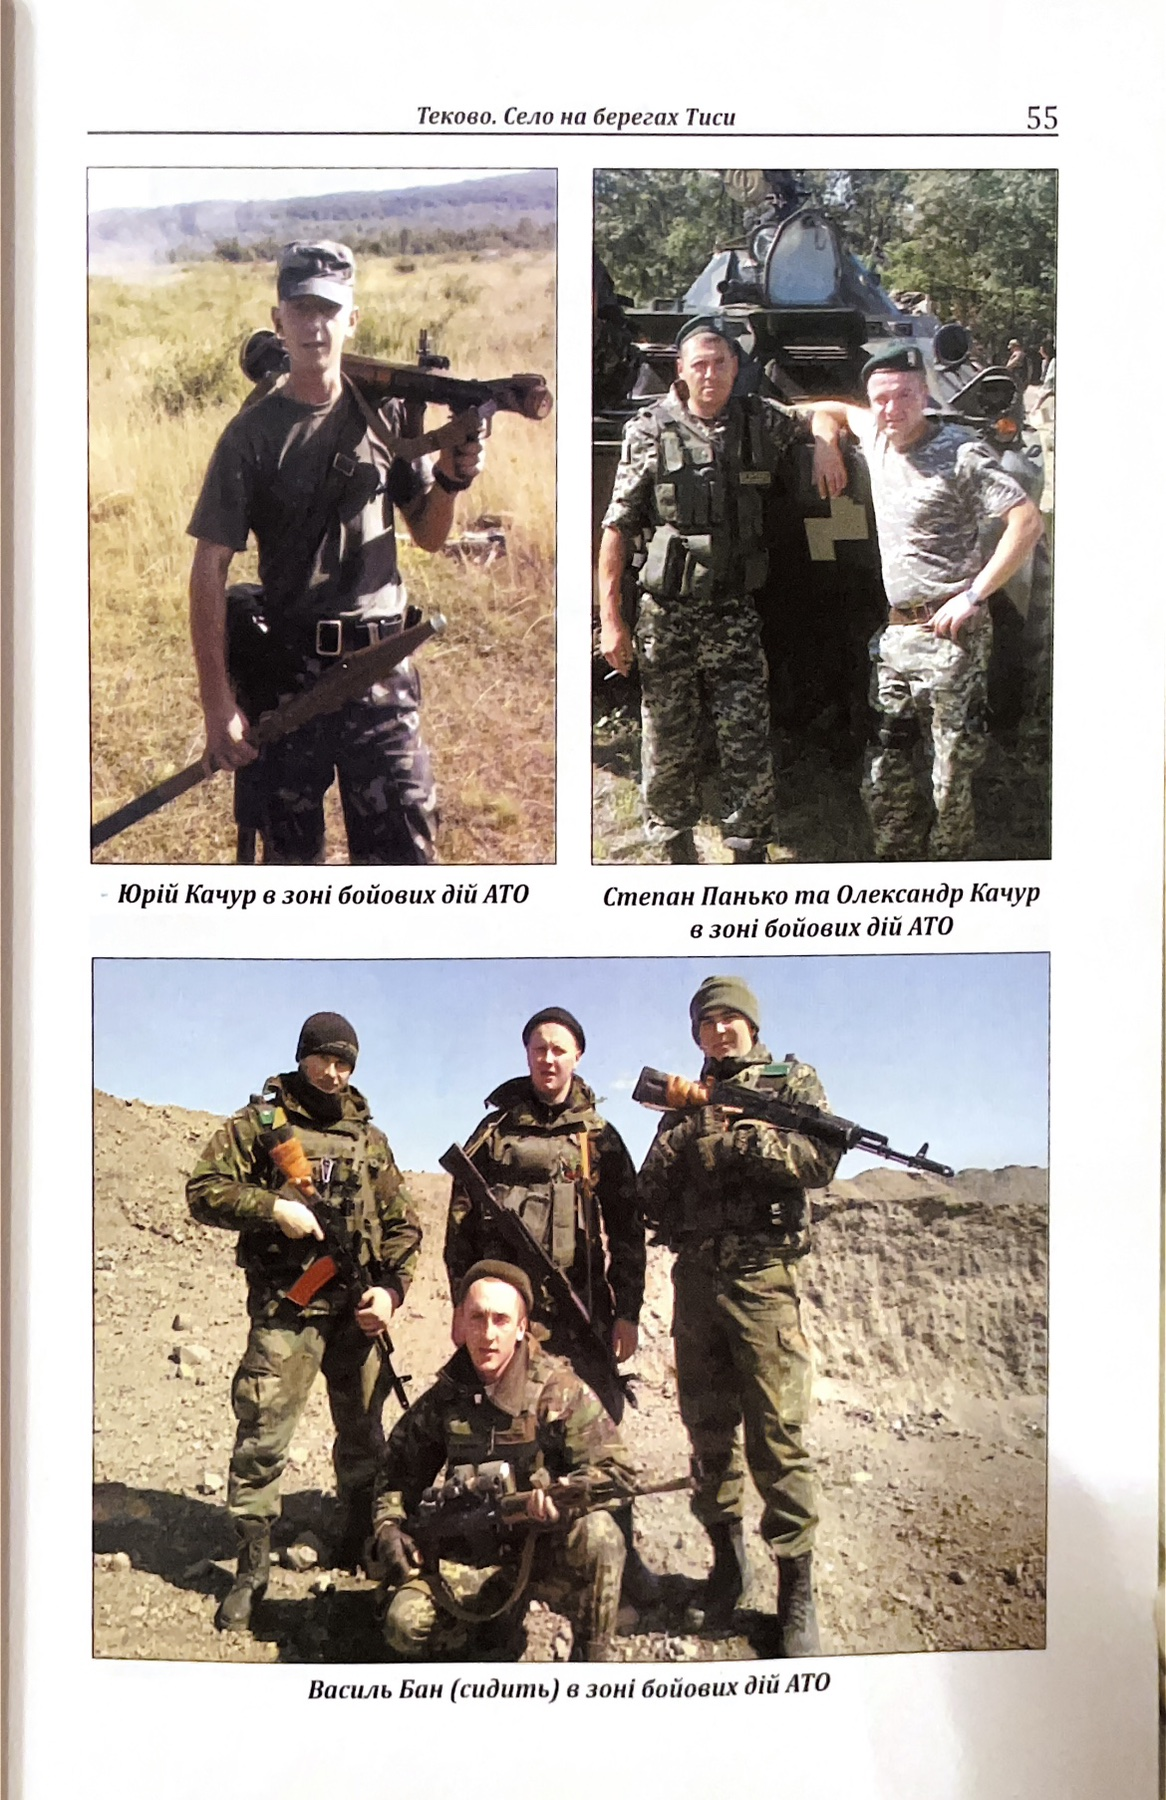 Теково. Село на берегах Тиси
55
Юрій Качур в зоні бойових дій АТО
Степан Панько та Олександр Качур
в зоні бойових дій АТО
Василь Бан (сидить) в зоні бойових дій АТО